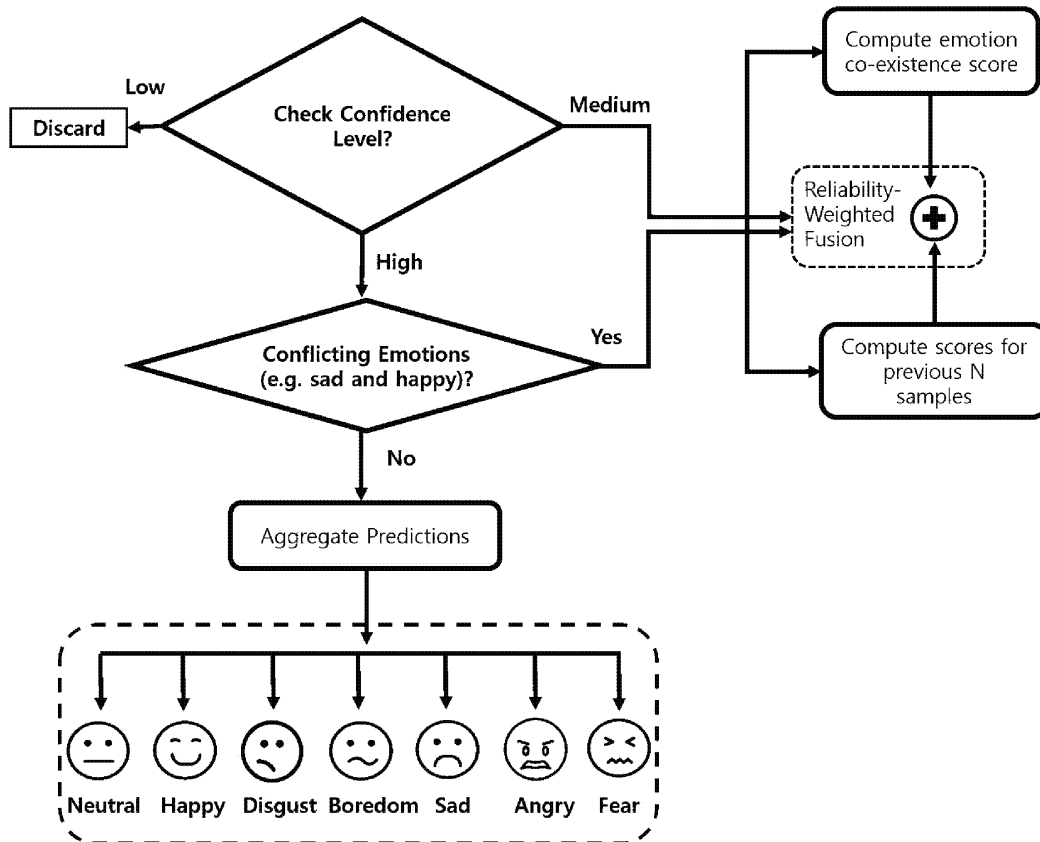 Low
Discard
Check Confidence
Level?
Medium
Compute emotion
co-existence score
Reliability-
Weighted
Fusion
High
Conflicting Emotions
(e.g. sad and happy)?
Yes
Compute scores for
previous N
samples
No
Aggregate Predictions
Neutral Happy Disgust Boredom Sad Angry Fear